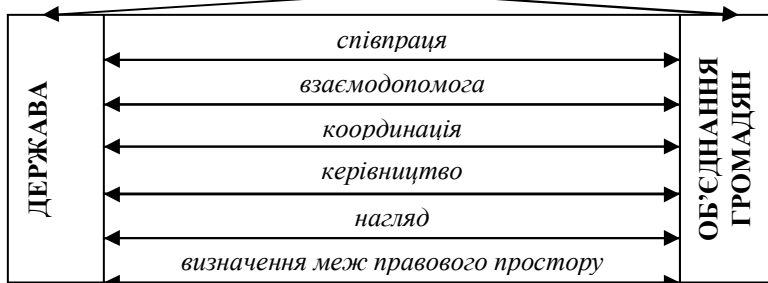 ДЕРЖАВА
співпраця
взаємодопомога
координація
керівництво
нагляд
визначення меж правового простору
ОБ’ЄДНАННЯ
ГРОМАДЯН